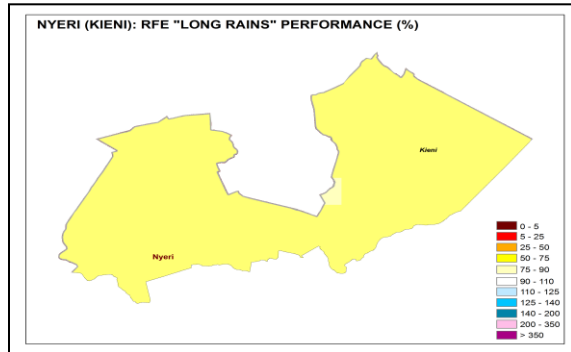 NYERI (KIENI): RFE "LONG RAINS" PERFORMANCE (%)
Kieni
Nyeri
0 - 5
5 - 25
25 - 50
50 - 75
75 - 90
90 - 110
110 - 125
125 - 140
140 - 200
200 - 350
> 350